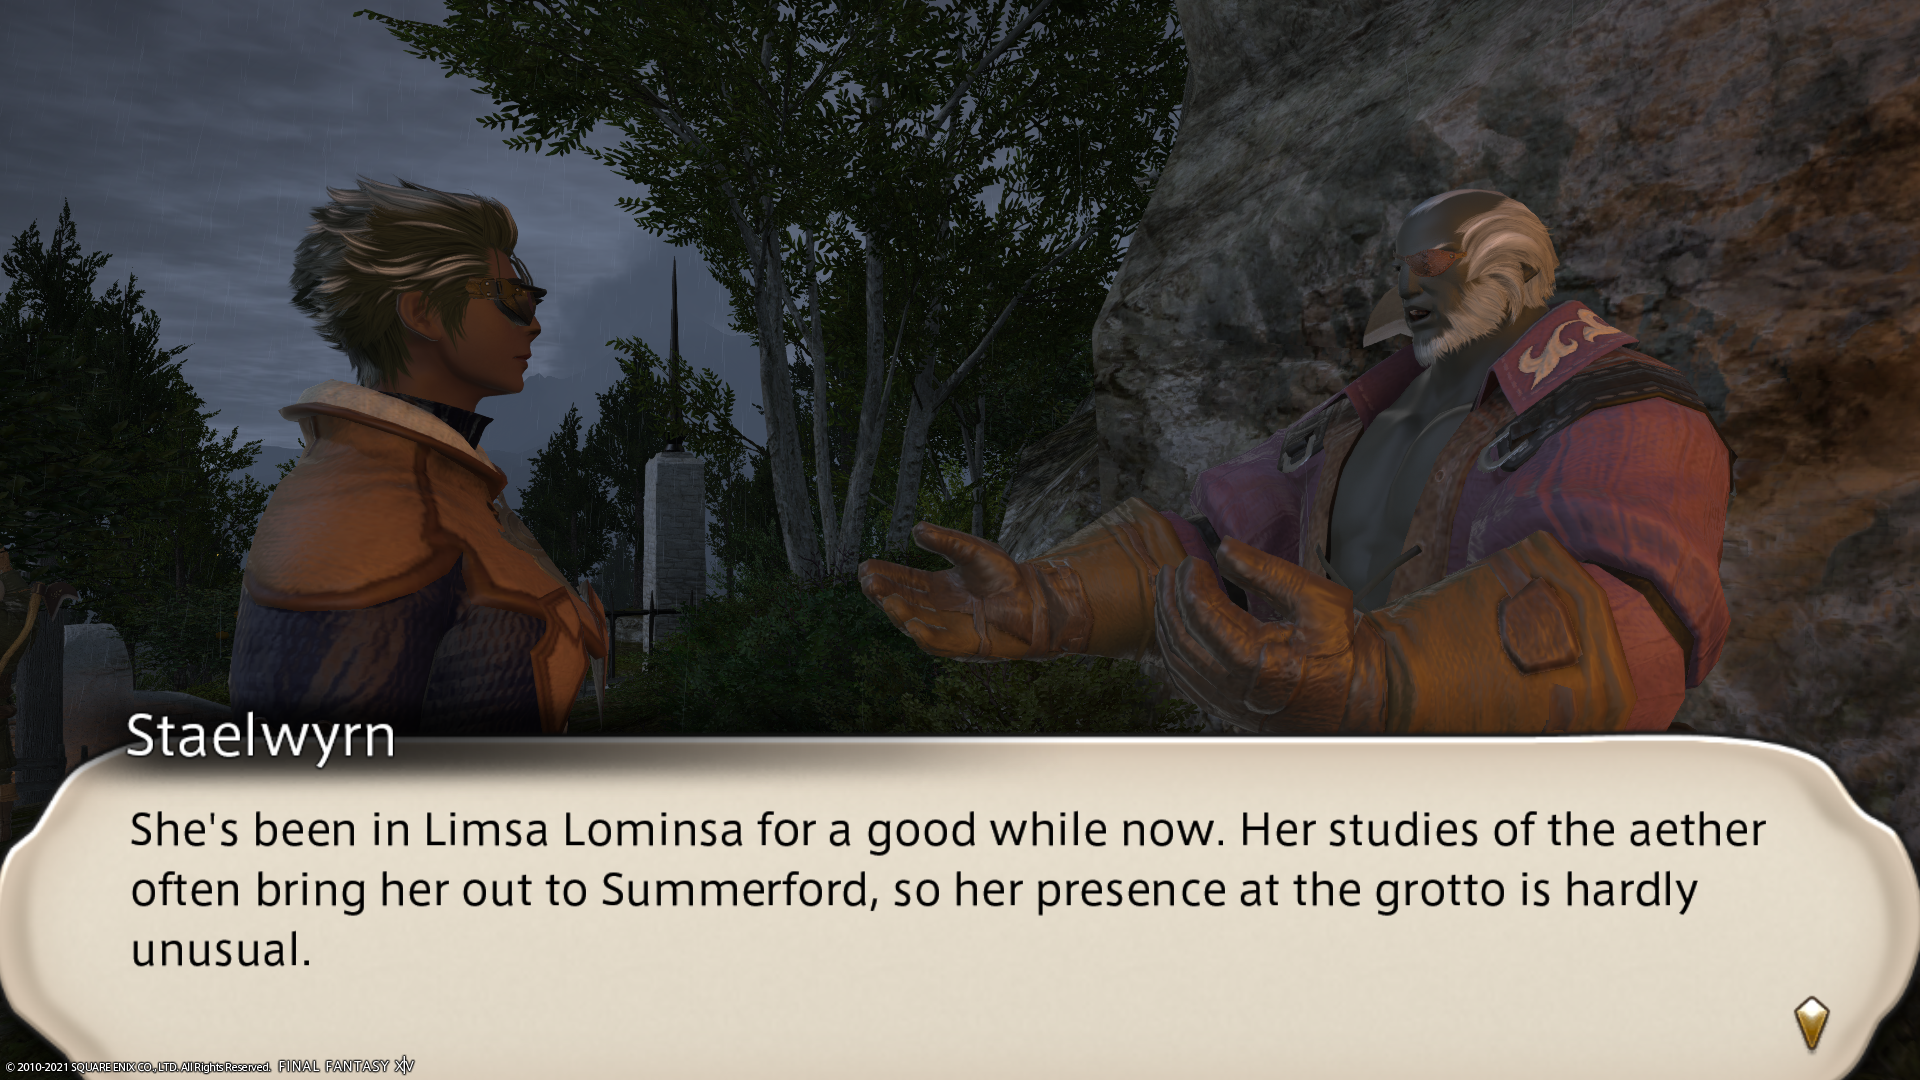 Staelwyrn
She's been in Limsa Lominsa for a good while now. Her studies of the aether
often bring her out to Summerford, so her presence at the grotto is hardly
unusual.
© 2010-2021 SQUARE ENIX CO., LTD. All Rights Reserved. FINAL FANTASY XIV